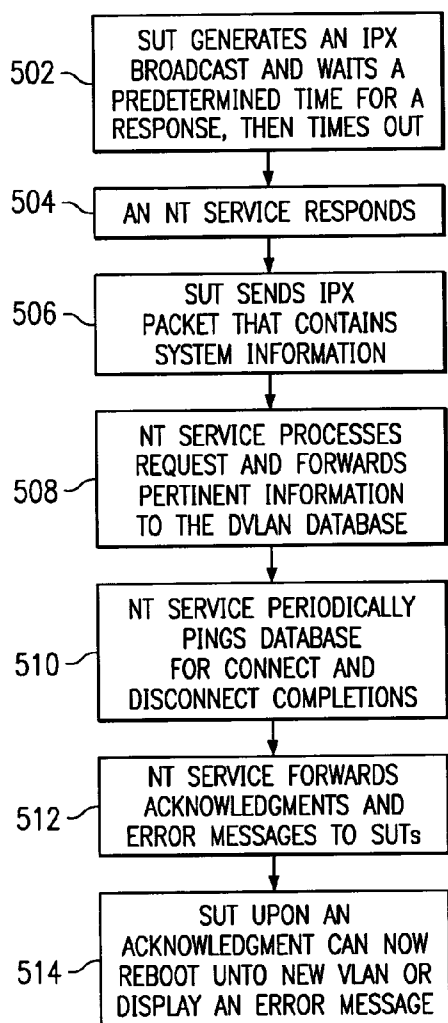 502
SUT GENERATES AN IPX
BROADCAST AND WAITS A
PREDETERMINED TIME FOR A
RESPONSE, THEN TIMES OUT
504
AN NT SERVICE RESPONDS
506
SUT SENDS IPX
PACKET THAT CONTAINS
SYSTEM INFORMATION
508
NT SERVICE PROCESSES
REQUEST AND FORWARDS
PERTINENT INFORMATION
TO THE DVLAN DATABASE
510
NT SERVICE PERIODICALLY
PINGS DATABASE
FOR CONNECT AND
DISCONNECT COMPLETIONS
512
NT SERVICE FORWARDS
ACKNOWLEDGMENTS AND
ERROR MESSAGES TO SUTs
514
SUT UPON AN
ACKNOWLEDGMENT CAN NOW
REBOOT UNTO NEW VLAN OR
DISPLAY AN ERROR MESSAGE